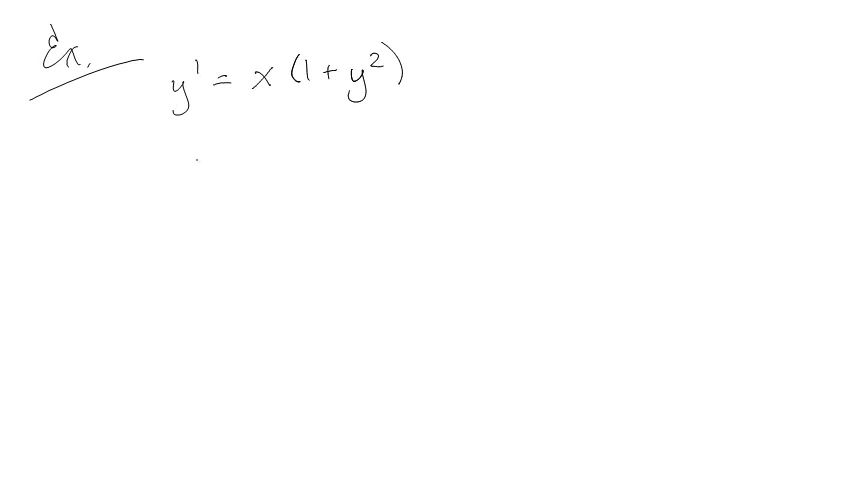 Ex.
y' = x (1 + y²)